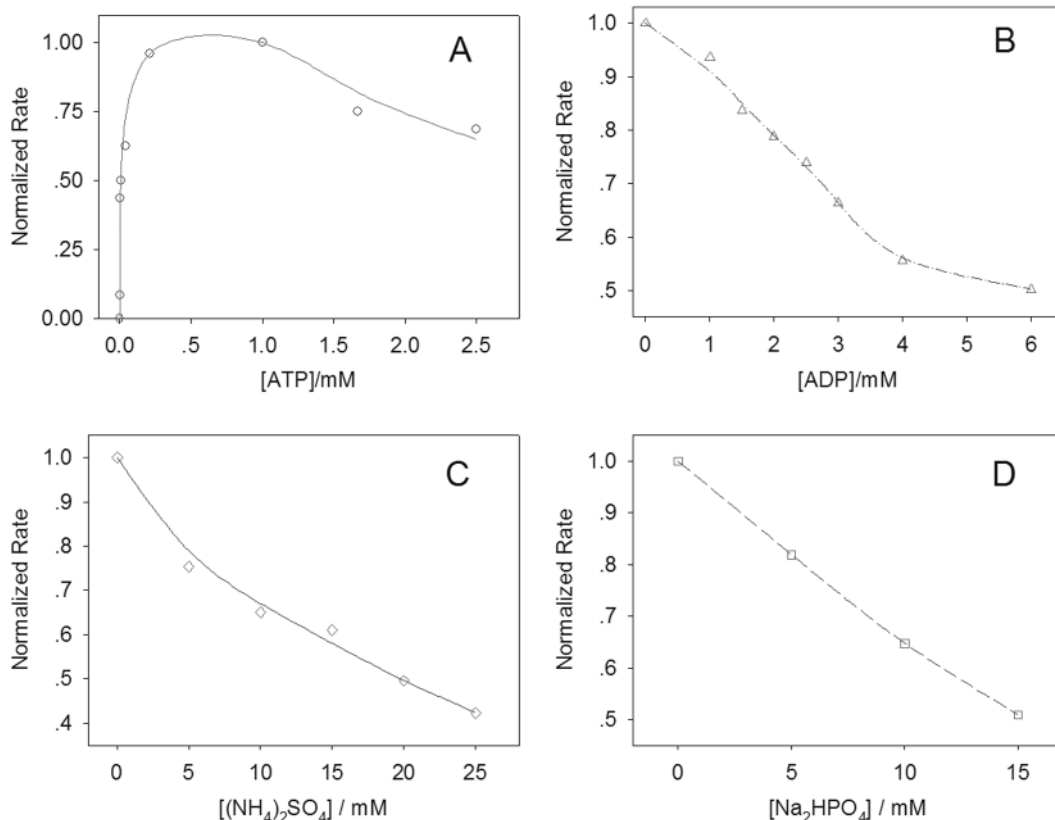 A
Normalized Rate
1.00
0.75
.50
.25
0.00
0.0 .5 1.0 1.5 2.0 2.5
[ATP]/mM
B
Normalized Rate
1.0
.9
.8
.7
.6
.5
0 1 2 3 4 5 6
[ADP]/mM
C
Normalized Rate
1.0
.9
.8
.7
.6
.5
.4
0 5 10 15 20 25
[(NH₄)₂SO₄] / mM
D
Normalized Rate
1.0
.9
.8
.7
.6
.5
0 5 10 15
[Na₂HPO₄] / mM